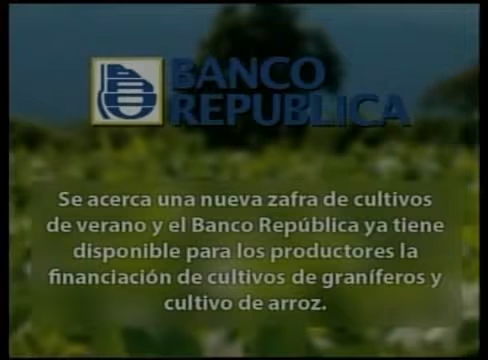 BANCO
REPUBLICA
Se acerca una nueva zafra de cultivos
de verano y el Banco República ya tiene
disponible para los productores la
financiación de cultivos de graníferos y
cultivo de arroz.